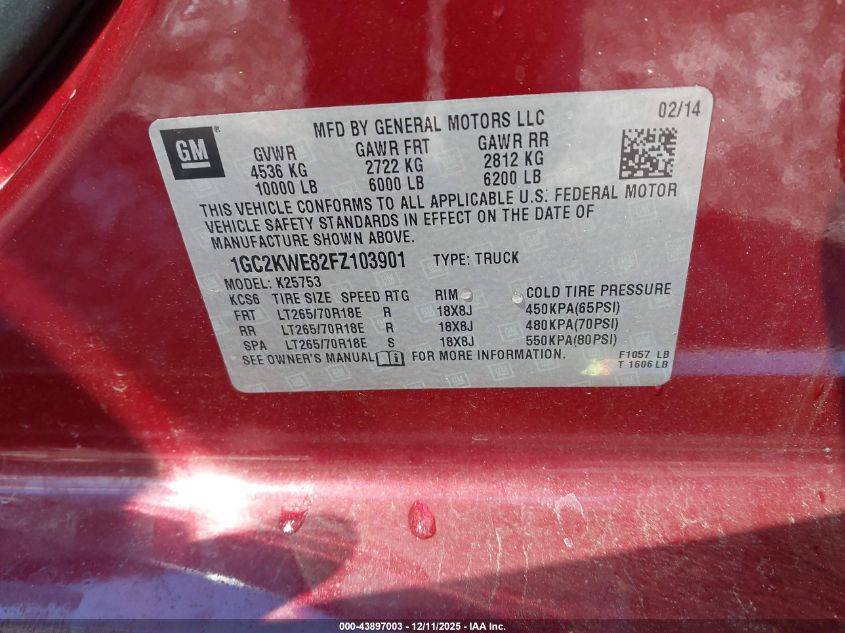 MFD BY GENERAL MOTORS LLC 02/14
GM®
GVWR GAWR FRT GAWR RR
4536 KG 2722 KG 2812 KG
10000 LB 6000 LB 6200 LB
THIS VEHICLE CONFORMS TO ALL APPLICABLE U.S. FEDERAL MOTOR
VEHICLE SAFETY STANDARDS IN EFFECT ON THE DATE OF
MANUFACTURE SHOWN ABOVE.
1GC2KWE82FZ103901 TYPE: TRUCK
MODEL: K25753
KCS6 TIRE SIZE SPEED RTG RIM COLD TIRE PRESSURE
FRT LT265/70R18E R 18X8J 450KPA(65PSI)
RR LT265/70R18E R 18X8J 480KPA(70PSI)
SPA LT265/70R18E S 18X8J 550KPA(80PSI)
SEE OWNER'S MANUAL FOR MORE INFORMATION.
F1057 LB
T 1606 LB
000-43897003 - 12/11/2025 - IAA Inc.